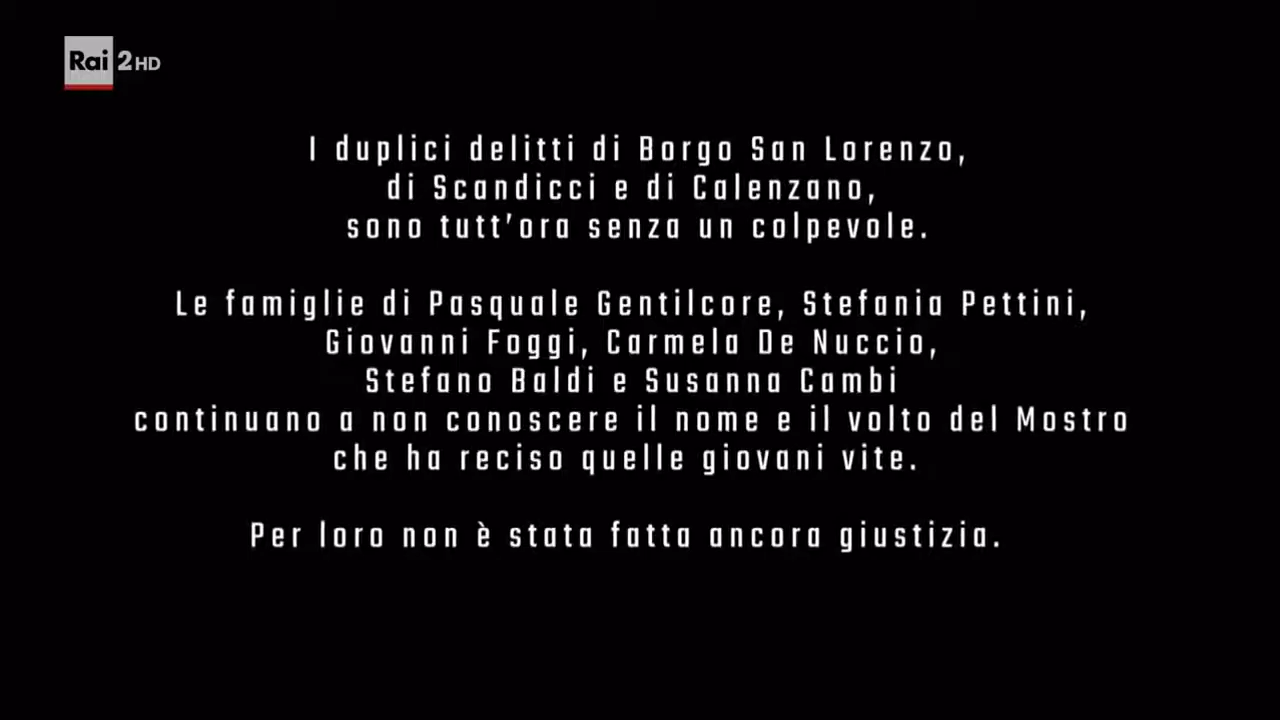 Rai 2 HD
I duplici delitti di Borgo San Lorenzo,
di Scandicci e di Calenzano,
sono tutt'ora senza un colpevole.
Le famiglie di Pasquale Gentilcore, Stefania Pettini,
Giovanni Foggi, Carmela De Nuccio,
Stefano Baldi e Susanna Cambi
continuano a non conoscere il nome e il volto del Mostro
che ha reciso quelle giovani vite.
Per loro non è stata fatta ancora giustizia.